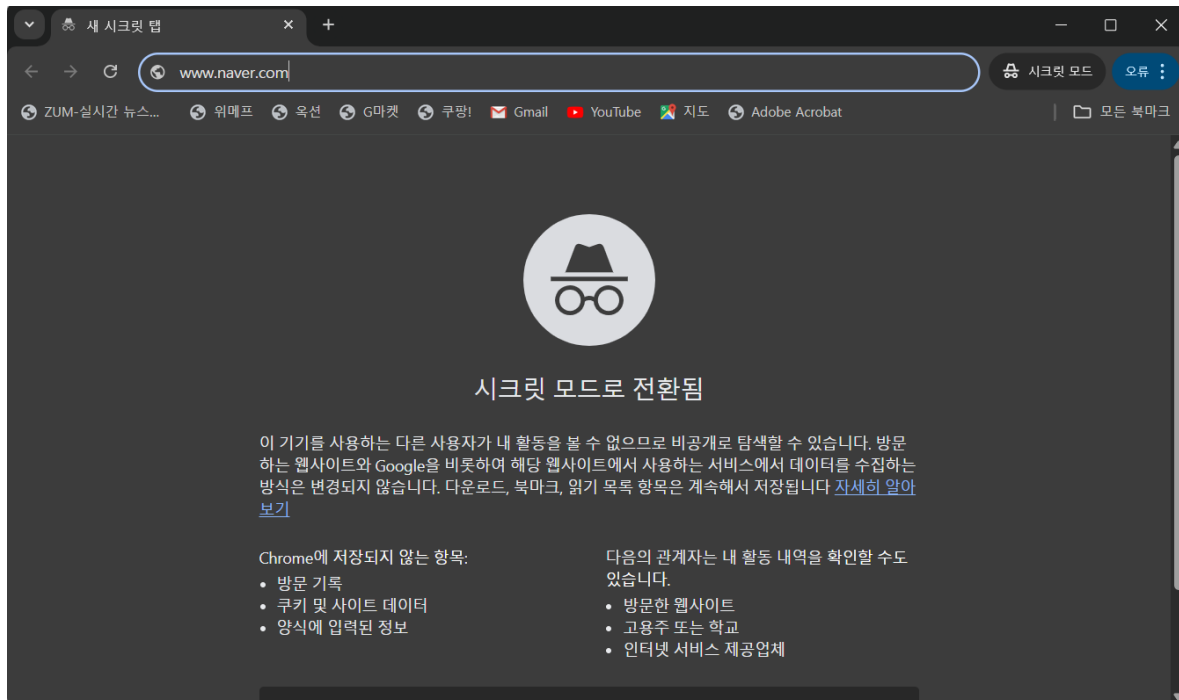 새 시크릿 탭
www.naver.com
시크릿 모드
오류
ZUM-실시간 뉴스...
위메프
옥션
G마켓
쿠팡!
Gmail
YouTube
지도
Adobe Acrobat
모든 북마크
시크릿 모드로 전환됨
이 기기를 사용하는 다른 사용자가 내 활동을 볼 수 없으므로 비공개로 탐색할 수 있습니다. 방문
하는 웹사이트와 Google을 비롯하여 해당 웹사이트에서 사용하는 서비스에서 데이터를 수집하는
방식은 변경되지 않습니다. 다운로드, 북마크, 읽기 목록 항목은 계속해서 저장됩니다 자세히 알아
보기
Chrome에 저장되지 않는 항목:
• 방문 기록
• 쿠키 및 사이트 데이터
• 양식에 입력된 정보
다음의 관계자는 내 활동 내역을 확인할 수도
있습니다.
• 방문한 웹사이트
• 고용주 또는 학교
• 인터넷 서비스 제공업체